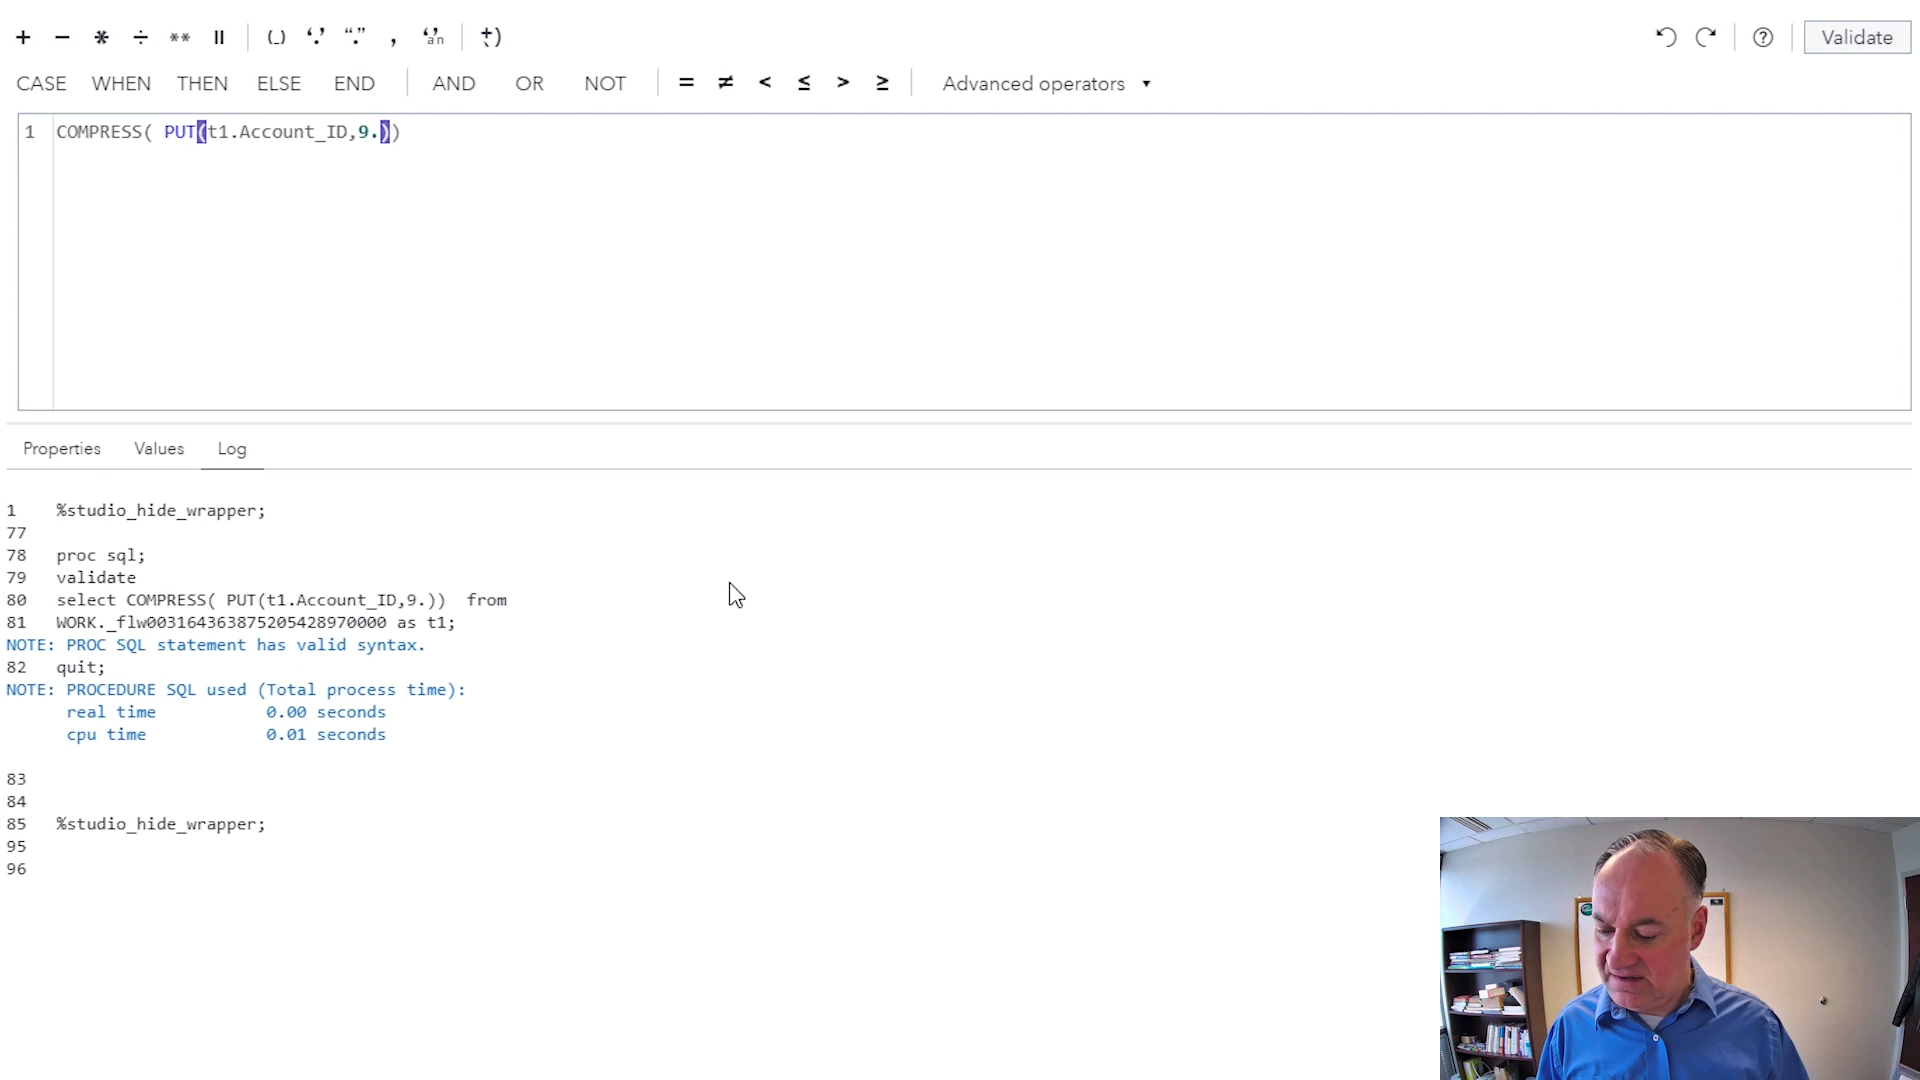 + - * ÷ ** || (_) ‘,’ “,” , ‘,’an +,)
Validate
CASE WHEN THEN ELSE END AND OR NOT = ≠ < ≤ > ≥ Advanced operators
1 COMPRESS( PUT(t1.Account_ID,9.))
Properties Values Log
1 %studio_hide_wrapper;
77
78 proc sql;
79 validate
80 select COMPRESS( PUT(t1.Account_ID,9.)) from
81 WORK._flw003164363875205428970000 as t1;
NOTE: PROC SQL statement has valid syntax.
82 quit;
NOTE: PROCEDURE SQL used (Total process time):
real time 0.00 seconds
cpu time 0.01 seconds
83
84
85 %studio_hide_wrapper;
95
96